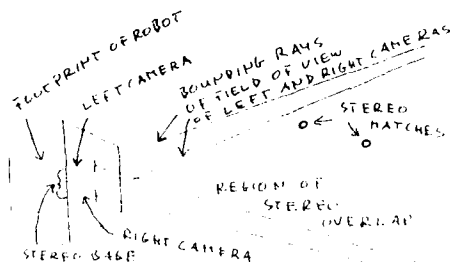 FOOTPRINT OF ROBOT
LEFT CAMERA
BOUNDING RAYS
OF FIELD OF VIEW
OF LEFT AND RIGHT CAMERAS
STEREO
MATCHES
REGION OF
STEREO
OVERLAP
RIGHT CAMERA
STEREO BASE